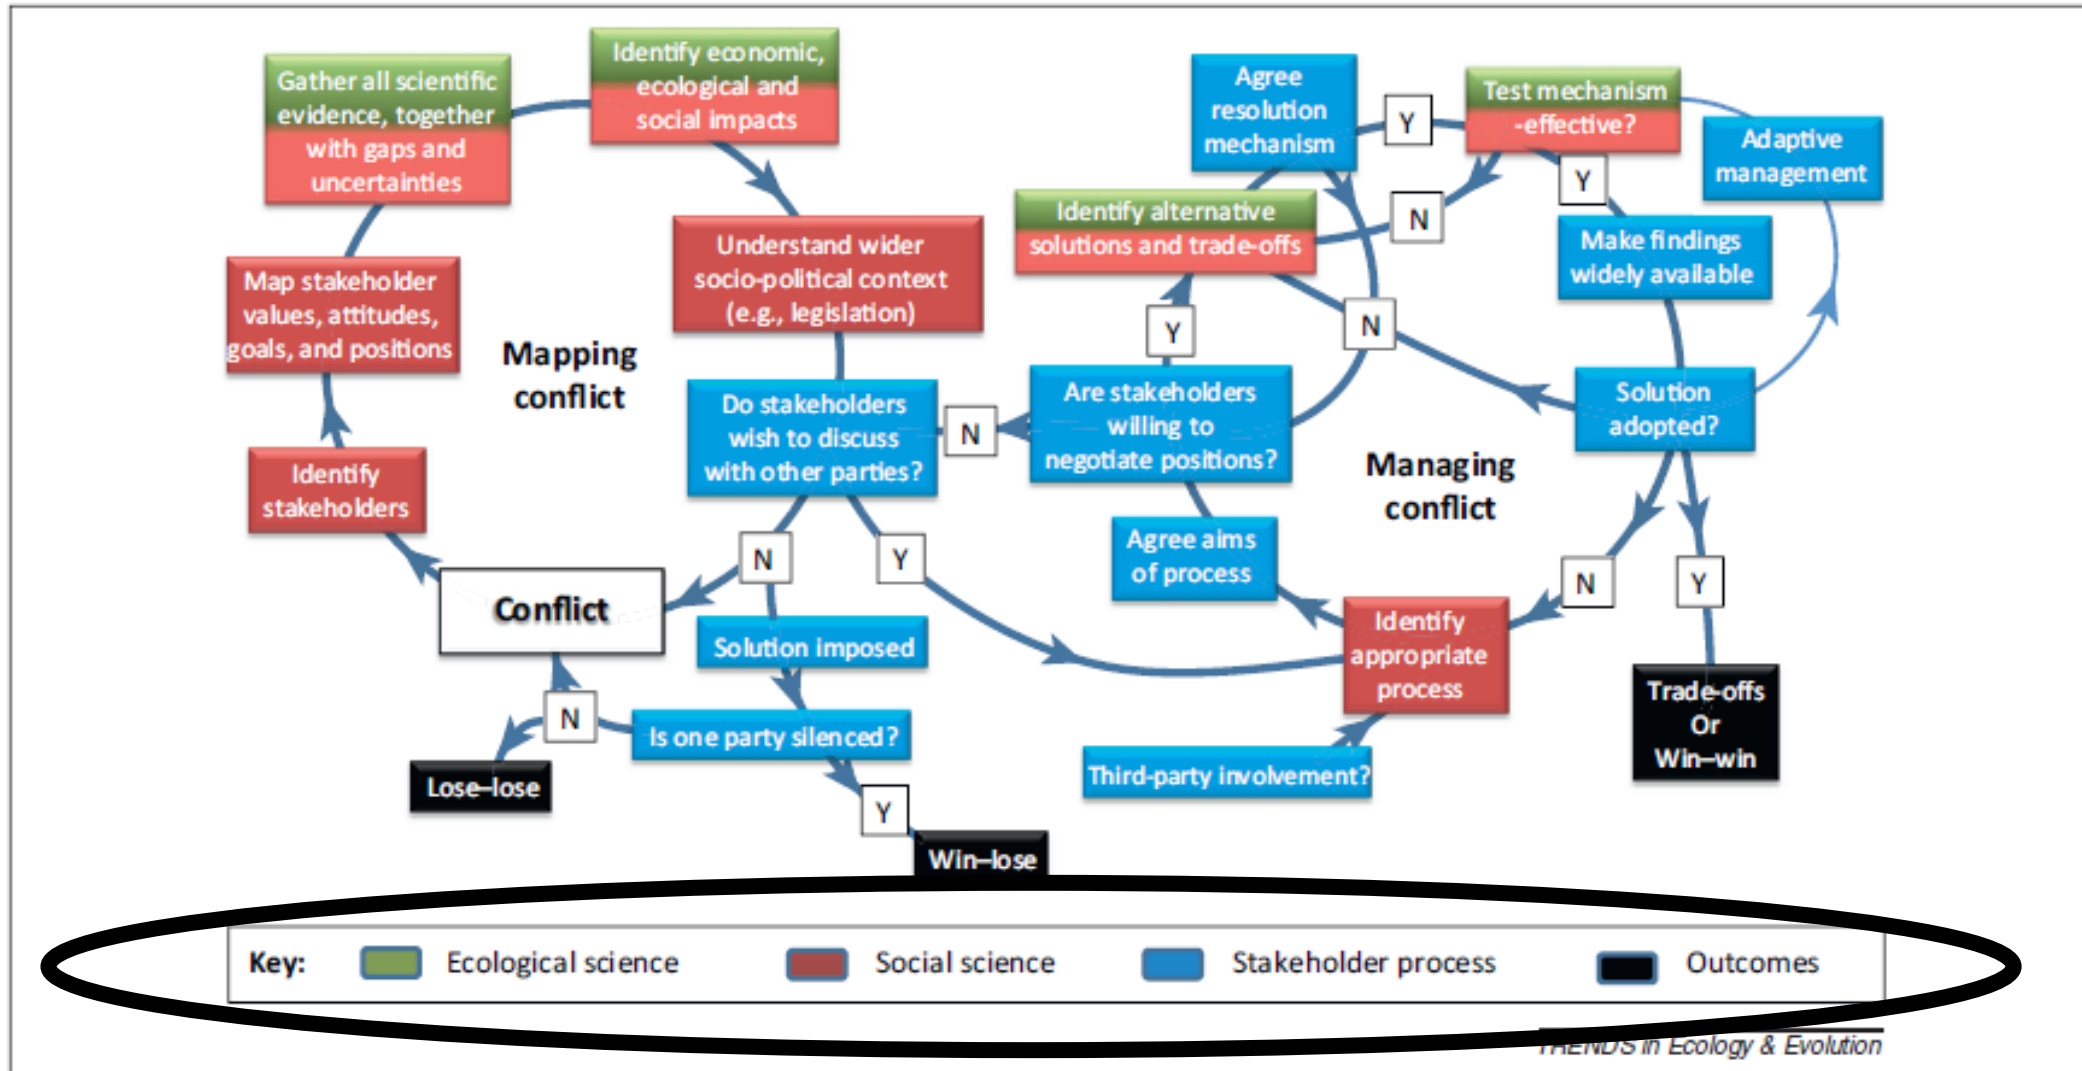 Gather all scientific
evidence, together
with gaps and
uncertainties
Identify economic,
ecological and
social impacts
Map stakeholder
values, attitudes,
goals, and positions
Understand wider
socio-political context
(e.g., legislation)
Mapping
conflict
Identify
stakeholders
Do stakeholders
wish to discuss
with other parties?
N
Y
Conflict
Solution imposed
Is one party silenced?
N
Lose–lose
Y
Win–lose
Agree
resolution
mechanism
Y
Test mechanism
-effective?
Adaptive
management
Y
N
Identify alternative
solutions and trade-offs
Make findings
widely available
Y
N
Are stakeholders
willing to
negotiate positions?
N
Solution
adopted?
Managing
conflict
Agree aims
of process
N
Y
Identify
appropriate
process
Third-party involvement?
Trade-offs
Or
Win–win
Key:
Ecological science
Social science
Stakeholder process
Outcomes
TRENDS in Ecology & Evolution